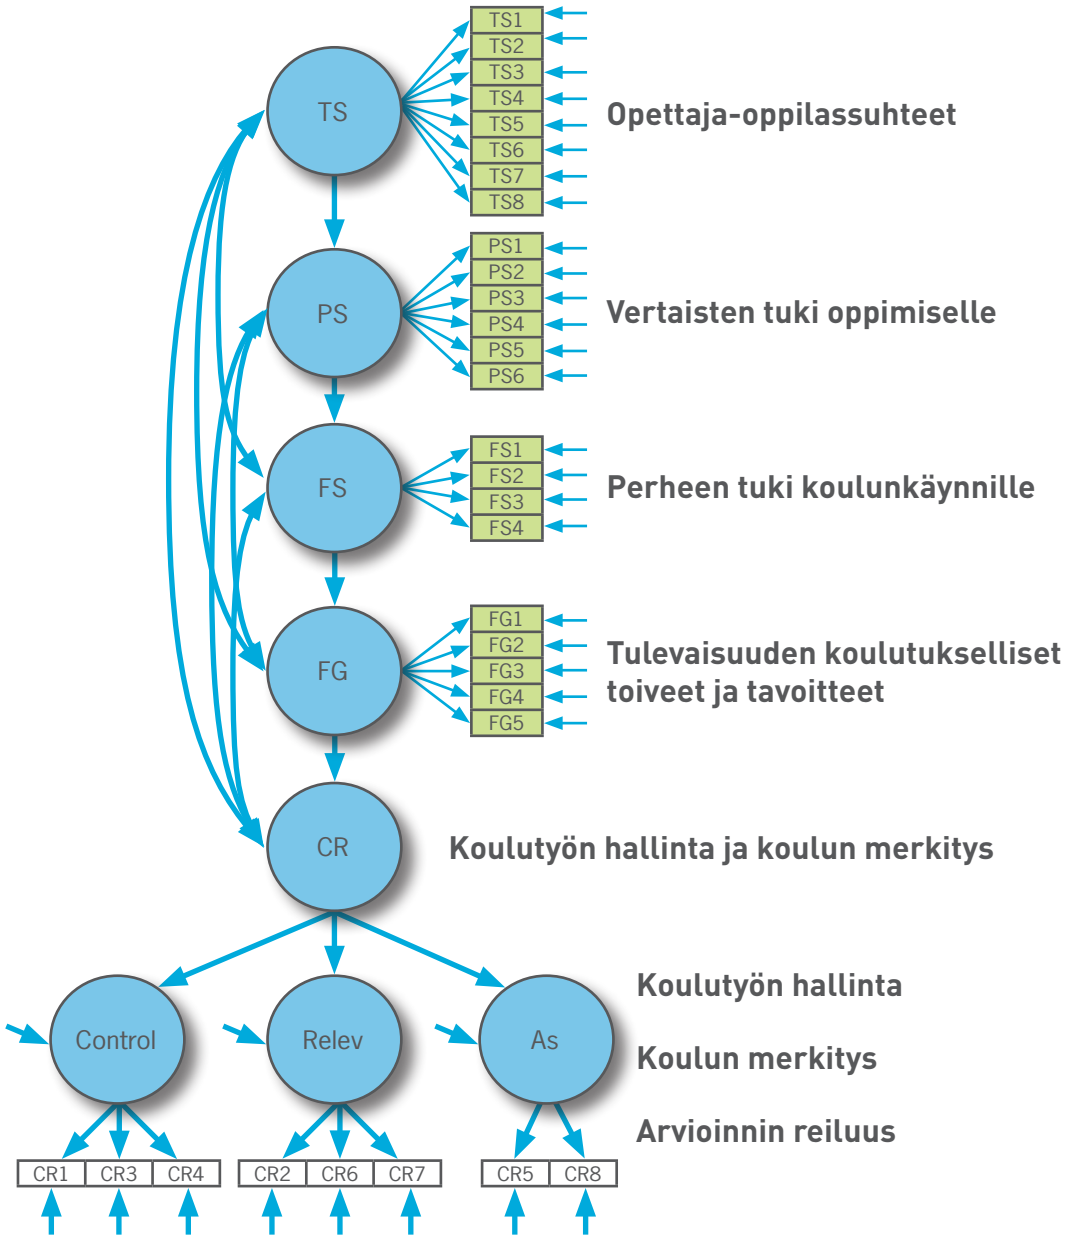 TS
TS1
TS2
TS3
TS4
TS5
TS6
TS7
TS8
Opettaja-oppilassuhteet
PS
PS1
PS2
PS3
PS4
PS5
PS6
Vertaisten tuki oppimiselle
FS
FS1
FS2
FS3
FS4
Perheen tuki koulunkäynnille
FG
FG1
FG2
FG3
FG4
FG5
Tulevaisuuden koulutukselliset
toiveet ja tavoitteet
CR
Koulutyön hallinta ja koulun merkitys
Control
Relev
As
Koulutyön hallinta
Koulun merkitys
Arvioinnin reiluus
CR1 CR3 CR4
CR2 CR6 CR7
CR5 CR8